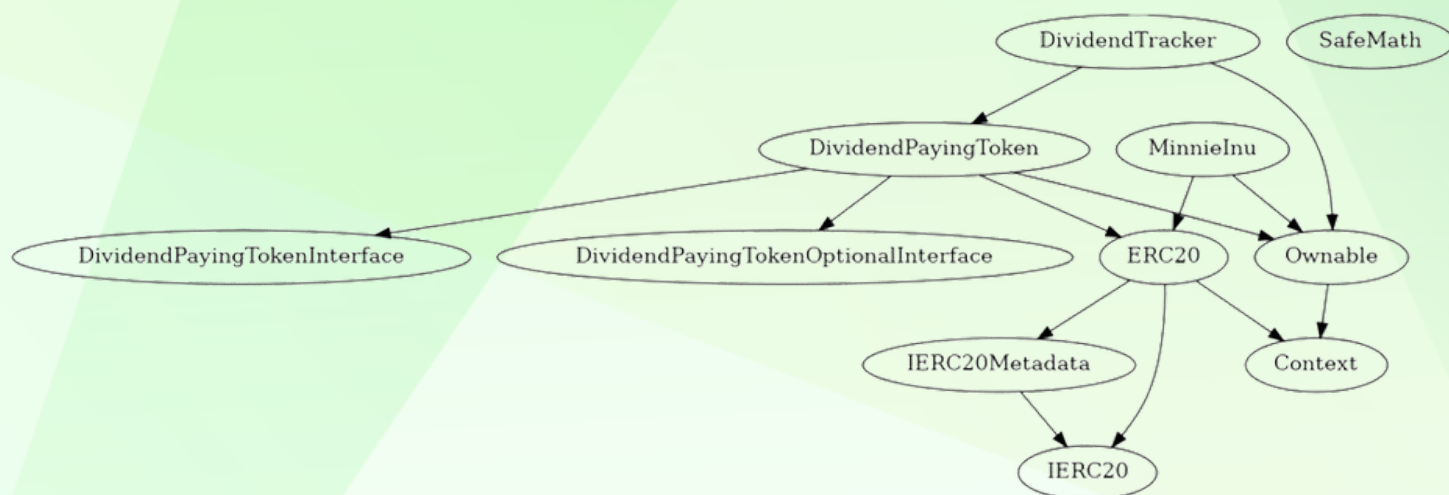 DividendTracker
SafeMath
DividendPayingToken
MinnieInu
DividendPayingTokenInterface
DividendPayingTokenOptionalInterface
ERC20
Ownable
IERC20Metadata
Context
IERC20